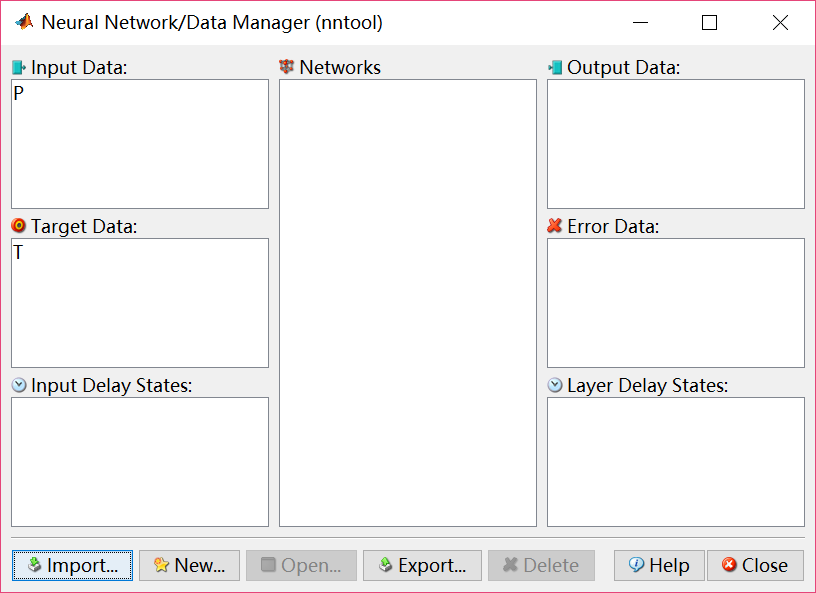 Neural Network/Data Manager (nntool)
Input Data:
P
Networks
Output Data:
Target Data:
T
Error Data:
Input Delay States:
Layer Delay States:
Import...
New...
Open...
Export...
Delete
Help
Close